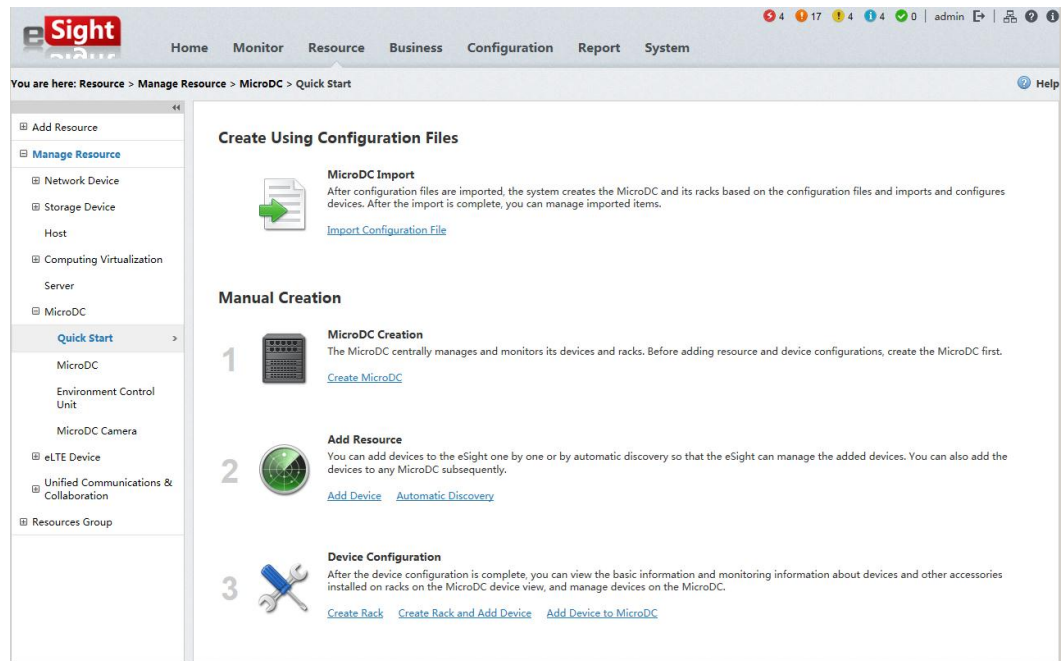 eSight
4 17 4 4 0 | admin
Home Monitor Resource Business Configuration Report System
You are here: Resource > Manage Resource > MicroDC > Quick Start
Help
Add Resource
Manage Resource
Network Device
Storage Device
Host
Computing Virtualization
Server
MicroDC
Quick Start
MicroDC
Environment Control
Unit
MicroDC Camera
eLTE Device
Unified Communications &
Collaboration
Resources Group
Create Using Configuration Files
MicroDC Import
After configuration files are imported, the system creates the MicroDC and its racks based on the configuration files and imports and configures
devices. After the import is complete, you can manage imported items.
Import Configuration File
Manual Creation
1
MicroDC Creation
The MicroDC centrally manages and monitors its devices and racks. Before adding resource and device configurations, create the MicroDC first.
Create MicroDC
2
Add Resource
You can add devices to the eSight one by one or by automatic discovery so that the eSight can manage the added devices. You can also add the
devices to any MicroDC subsequently.
Add Device Automatic Discovery
3
Device Configuration
After the device configuration is complete, you can view the basic information and monitoring information about devices and other accessories
installed on racks on the MicroDC device view, and manage devices on the MicroDC.
Create Rack Create Rack and Add Device Add Device to MicroDC